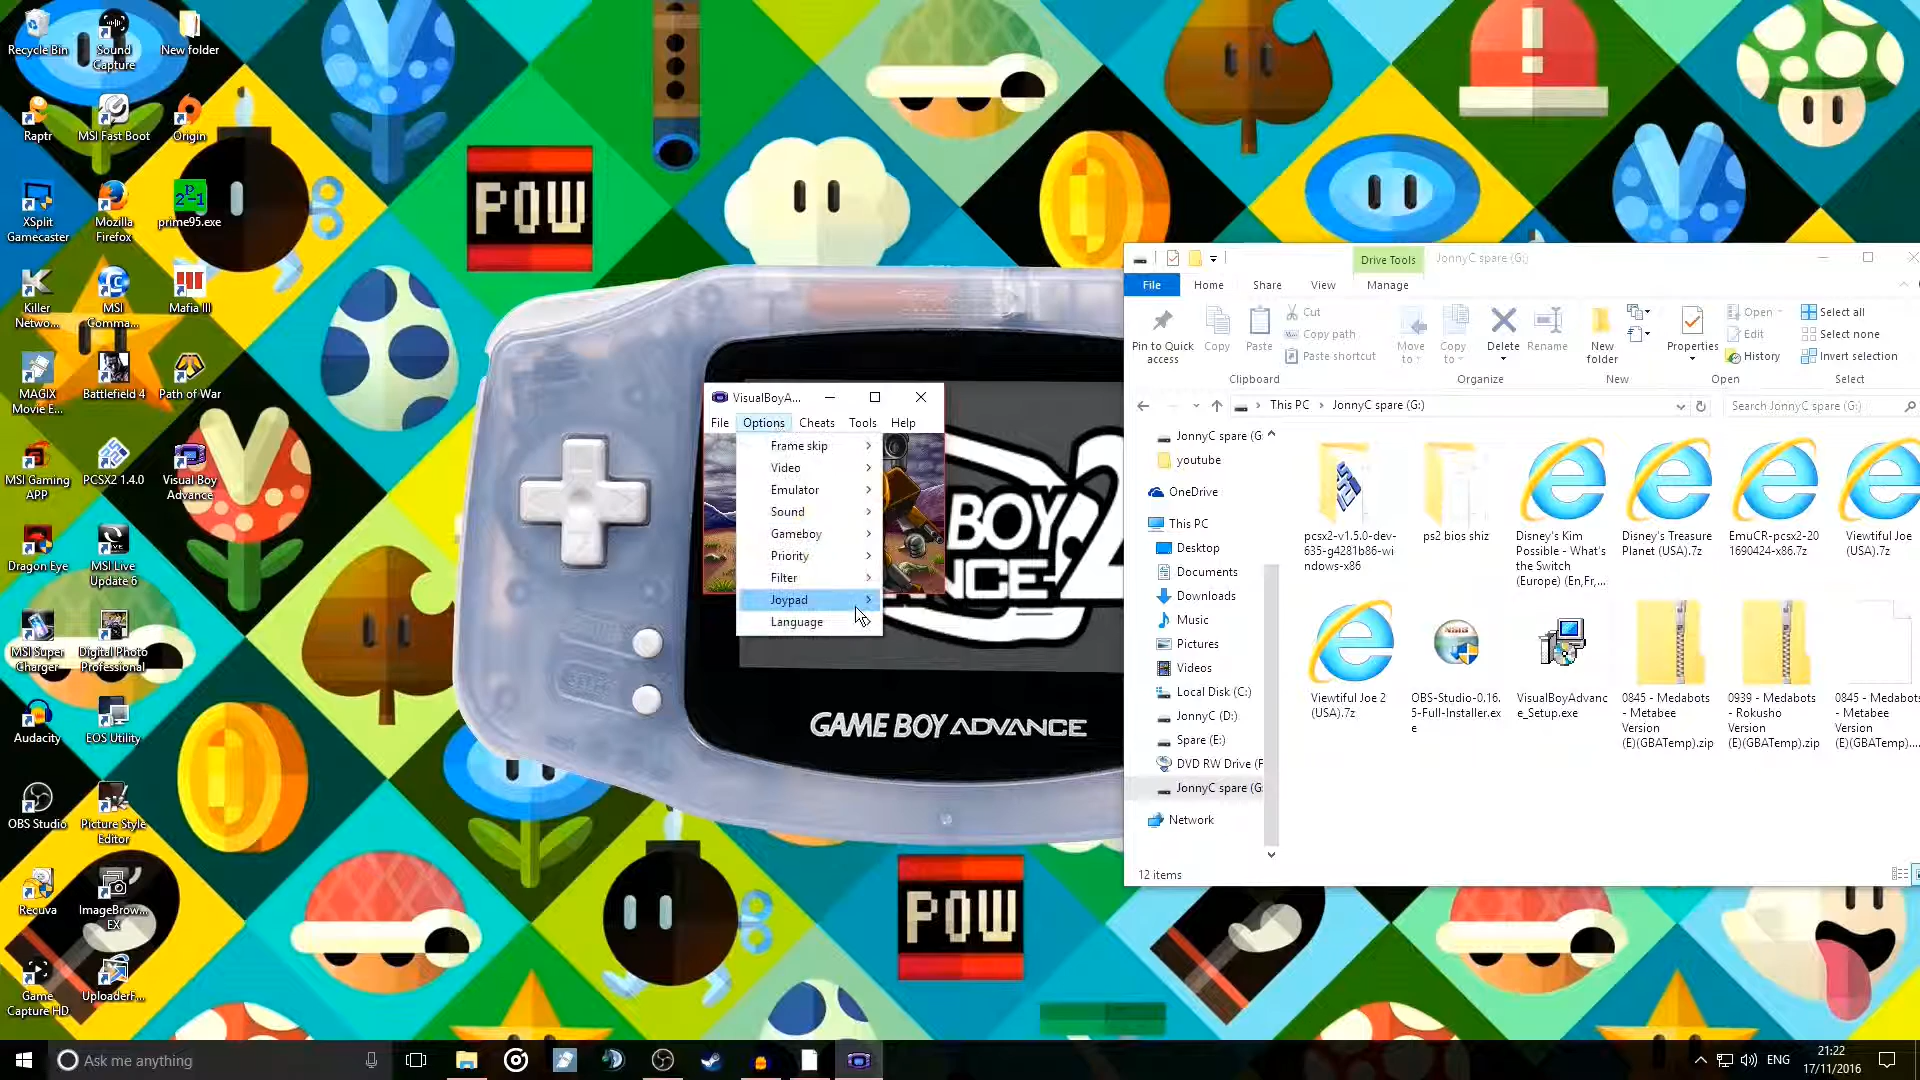 Recycle Bin
Sound
Capture
New folder
Raptr
MSI Fast Boot
Origin
XSplit
Gamecaster
Mozilla
Firefox
prime95.exe
Killer
Netwo...
MSI
Comma...
Mafia III
MAGIX
Movie E...
Battlefield 4
Path of War
MSI Gaming
APP
PCSX2 1.4.0
Visual Boy
Advance
Dragon Eye
MSI Live
Update 6
MSI Super
Charger
Digital Photo
Professional
Audacity
EOS Utility
OBS Studio
Picture Style
Editor
Recuva
ImageBrow...
EX
Game
Capture HD
UploaderF...
POW
POW
VisualBoyA...
File Options Cheats Tools Help
Frame skip
Video
Emulator
Sound
Gameboy
Priority
Filter
Joypad
Language
BOY
ANCE 2
GAME BOY ADVANCE
Drive Tools
JonnyC spare (G:)
File Home Share View Manage
Pin to Quick
access
Copy
Paste
Cut
Copy path
Paste shortcut
Move
to
Copy
to
Delete
Rename
New
folder
Properties
Open
Edit
History
Select all
Select none
Invert selection
Clipboard
Organize
New
Open
Select
This PC
JonnyC spare (G:)
Search JonnyC spare (G:)
JonnyC spare (G:
youtube
OneDrive
This PC
Desktop
Documents
Downloads
Music
Pictures
Videos
Local Disk (C:)
JonnyC (D:)
Spare (E:)
DVD RW Drive (F
JonnyC spare (G:
Network
pcsx2-v1.5.0-dev-
635-g4281b86-wi
ndows-x86
ps2 bios shiz
Disney's Kim
Possible - What's
the Switch
(Europe) (En,Fr,...
Disney's Treasure
Planet (USA).7z
EmuCR-pcsx2-20
1690424-x86.7z
Viewtiful Joe
(USA).7z
Viewtiful Joe 2
(USA).7z
OBS-Studio-0.16.
5-Full-Installer.ex
e
VisualBoyAdvanc
e_Setup.exe
0845 - Medabots
- Metabee
Version
(E)(GBATemp).zip
0939 - Medabots
- Rokusho
Version
(E)(GBATemp).zip
0845 - Medabots
- Metabee
Version
(E)(GBATemp)....
12 items
Ask me anything
ENG
21:22
17/11/2016